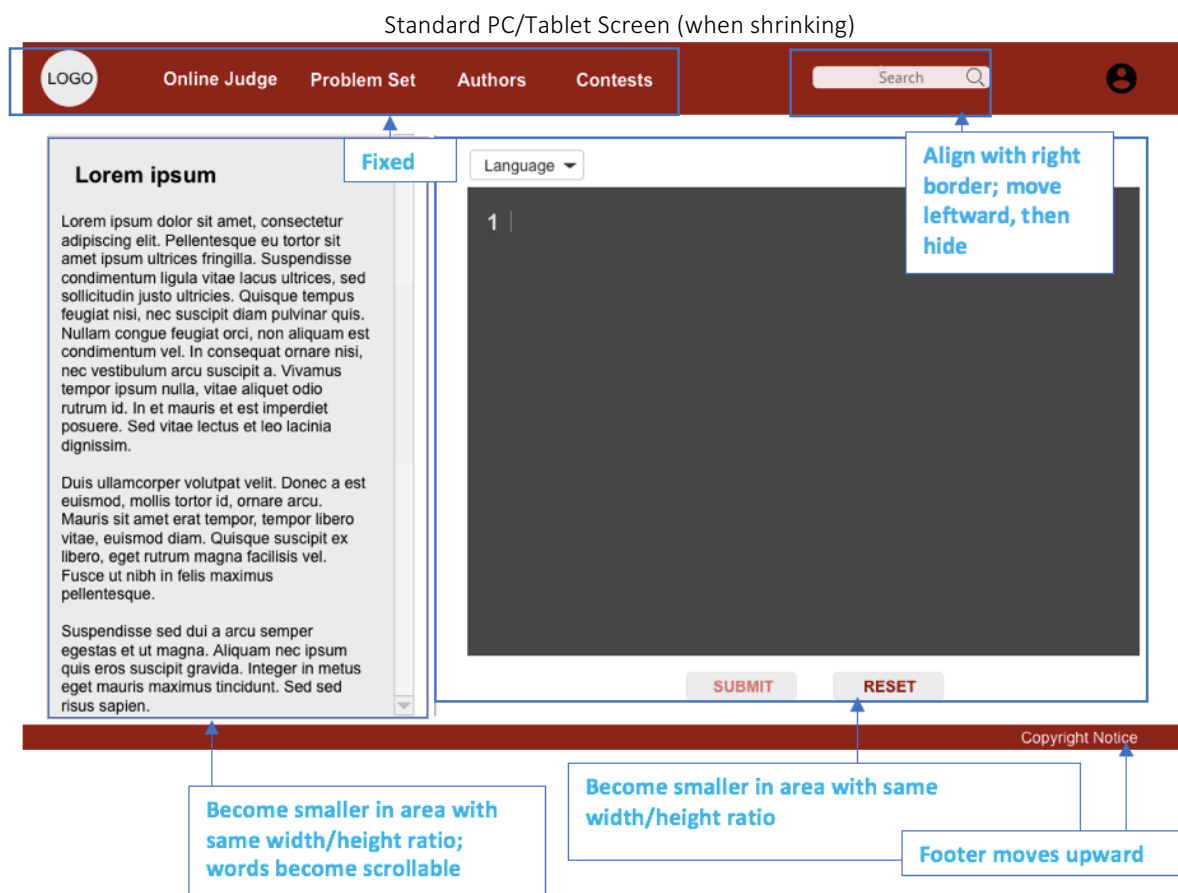 Standard PC/Tablet Screen (when shrinking)
LOGO
Online Judge
Problem Set
Authors
Contests
Search
Fixed
Align with right
border; move
leftward, then
hide
Lorem ipsum
Lorem ipsum dolor sit amet, consectetur
adipiscing elit. Pellentesque eu tortor sit
amet ipsum ultrices fringilla. Suspendisse
condimentum ligula vitae lacus ultrices, sed
sollicitudin justo ultricies. Quisque tempus
feugiat nisi, nec suscipit diam pulvinar quis.
Nullam congue feugiat orci, non aliquam est
condimentum vel. In consequat ornare nisi,
nec vestibulum arcu suscipit a. Vivamus
tempor ipsum nulla, vitae aliquet odio
rutrum id. In et mauris et est imperdiet
posuere. Sed vitae lectus et leo lacinia
dignissim.
Duis ullamcorper volutpat velit. Donec a est
euismod, mollis tortor id, ornare arcu.
Mauris sit amet erat tempor, tempor libero
vitae, euismod diam. Quisque suscipit ex
libero, eget rutrum magna facilisis vel.
Fusce ut nibh in felis maximus
pellentesque.
Suspendisse sed dui a arcu semper
egestas et ut magna. Aliquam nec ipsum
quis eros suscipit gravida. Integer in metus
eget mauris maximus tincidunt. Sed sed
risus sapien.
Language
1
SUBMIT
RESET
Copyright Notice
Become smaller in area with
same width/height ratio;
words become scrollable
Become smaller in area with same
width/height ratio
Footer moves upward